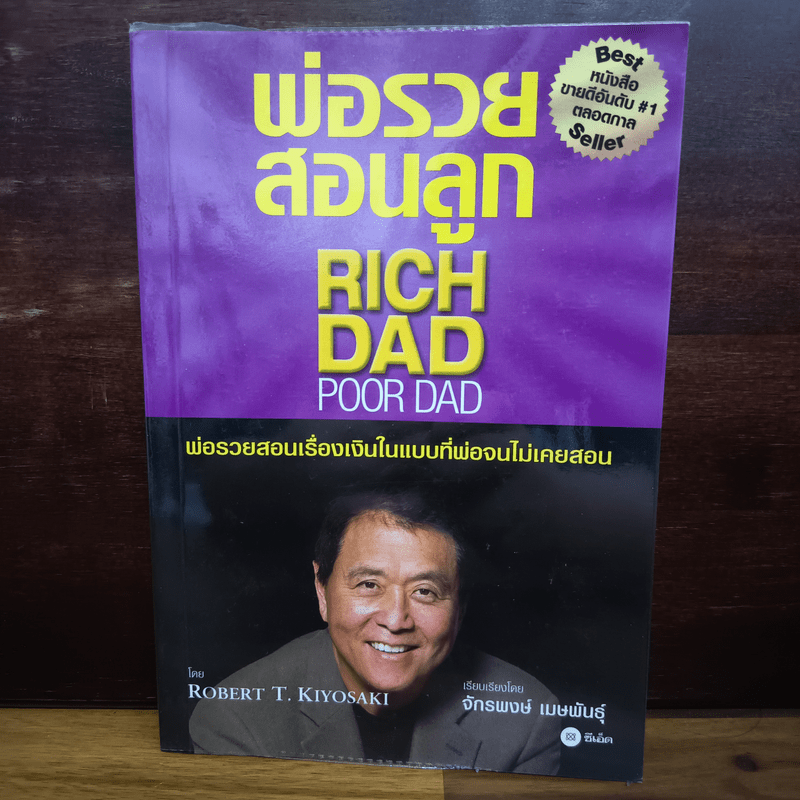 พ่อรวย
สอนลูก
Best
หนังสือ
ขายดีอันดับ #1
ตลอดกาล
Seller
RICH
DAD
POOR DAD
พ่อรวยสอนเรื่องเงินในแบบที่พ่อจนไม่เคยสอน
โดย
ROBERT T. KIYOSAKI
เรียบเรียงโดย
จักรพงษ์ เมษพันธุ์
ซีเอ็ด